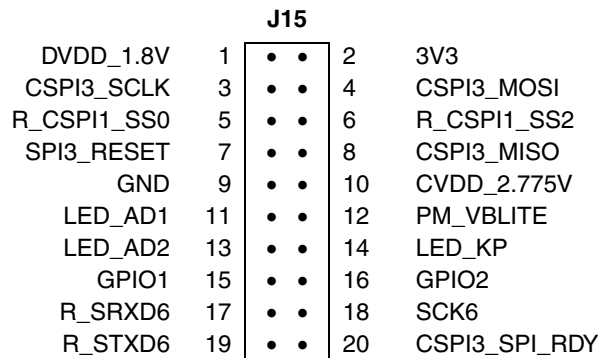 J15
DVDD_1.8V 1 • • 2 3V3
CSPI3_SCLK 3 • • 4 CSPI3_MOSI
R_CSPI1_SS0 5 • • 6 R_CSPI1_SS2
SPI3_RESET 7 • • 8 CSPI3_MISO
GND 9 • • 10 CVDD_2.775V
LED_AD1 11 • • 12 PM_VBLITE
LED_AD2 13 • • 14 LED_KP
GPIO1 15 • • 16 GPIO2
R_SRXD6 17 • • 18 SCK6
R_STXD6 19 • • 20 CSPI3_SPI_RDY